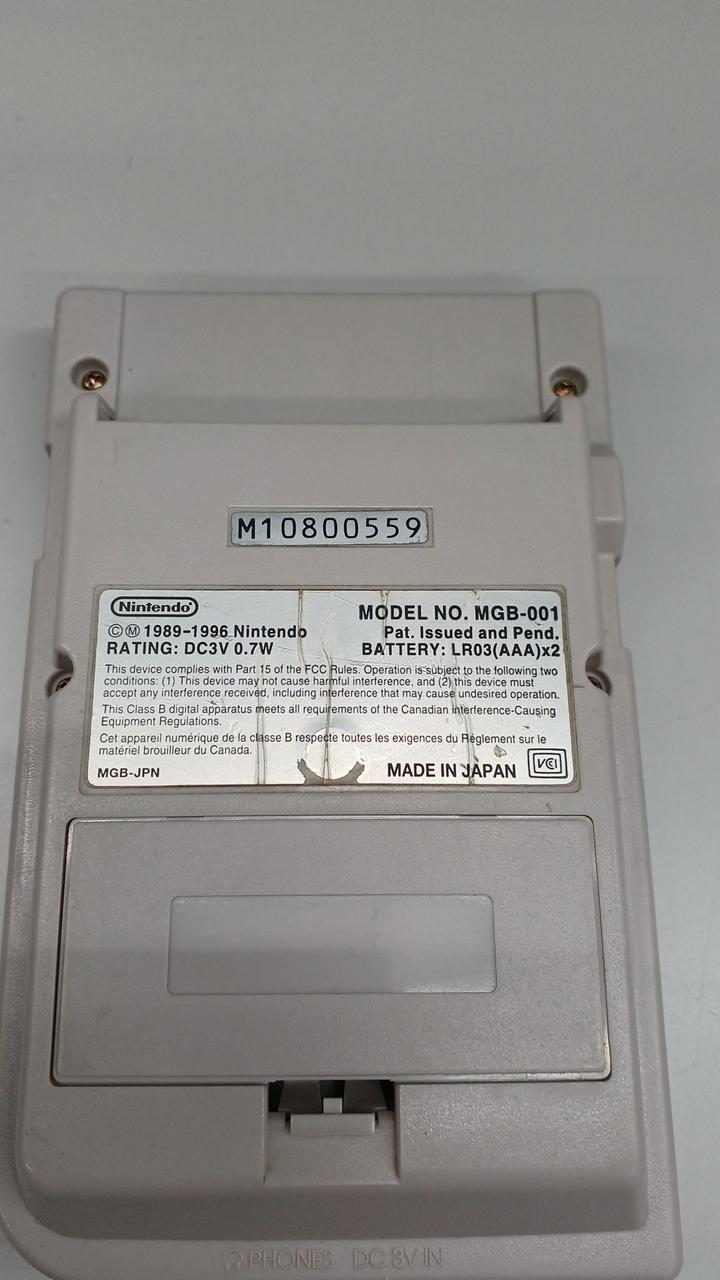 M10800559
Nintendo®
MODEL NO. MGB-001
©Ⓜ 1989-1996 Nintendo
Pat. Issued and Pend.
RATING: DC3V 0.7W
BATTERY: LR03(AAA)x2
This device complies with Part 15 of the FCC Rules. Operation is subject to the following two
conditions: (1) This device may not cause harmful interference, and (2) this device must
accept any interference received, including interference that may cause undesired operation.
This Class B digital apparatus meets all requirements of the Canadian Interference-Causing
Equipment Regulations.
Cet appareil numérique de la classe B respecte toutes les exigences du Réglement sur le
matériel brouilleur du Canada.
MGB-JPN
MADE IN JAPAN
VCI
PHONES DC 3V IN